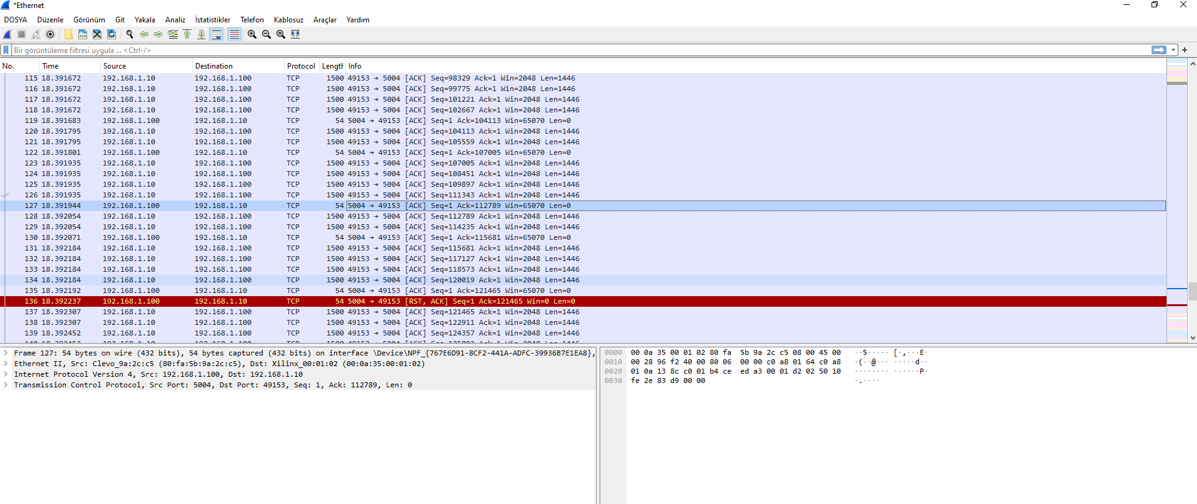 *Ethernet
DOSYA Düzenle Görünüm Git Yakala Analiz İstatistikler Telefon Kablosuz Araçlar Yardım
Bir görüntüleme filtresi uygula ... <Ctrl-/>
No. Time Source Destination Protocol Length Info
115 18.391672 192.168.1.10 192.168.1.100 TCP 1500 49153 → 5004 [ACK] Seq=98329 Ack=1 Win=2048 Len=1446
116 18.391672 192.168.1.10 192.168.1.100 TCP 1500 49153 → 5004 [ACK] Seq=99775 Ack=1 Win=2048 Len=1446
117 18.391672 192.168.1.10 192.168.1.100 TCP 1500 49153 → 5004 [ACK] Seq=101221 Ack=1 Win=2048 Len=1446
118 18.391672 192.168.1.10 192.168.1.100 TCP 1500 49153 → 5004 [ACK] Seq=102667 Ack=1 Win=2048 Len=1446
119 18.391683 192.168.1.100 192.168.1.10 TCP 54 5004 → 49153 [ACK] Seq=1 Ack=104113 Win=65070 Len=0
120 18.391795 192.168.1.10 192.168.1.100 TCP 1500 49153 → 5004 [ACK] Seq=104113 Ack=1 Win=2048 Len=1446
121 18.391795 192.168.1.10 192.168.1.100 TCP 1500 49153 → 5004 [ACK] Seq=105559 Ack=1 Win=2048 Len=1446
122 18.391801 192.168.1.100 192.168.1.10 TCP 54 5004 → 49153 [ACK] Seq=1 Ack=107005 Win=65070 Len=0
123 18.391935 192.168.1.10 192.168.1.100 TCP 1500 49153 → 5004 [ACK] Seq=107005 Ack=1 Win=2048 Len=1446
124 18.391935 192.168.1.10 192.168.1.100 TCP 1500 49153 → 5004 [ACK] Seq=108451 Ack=1 Win=2048 Len=1446
125 18.391935 192.168.1.10 192.168.1.100 TCP 1500 49153 → 5004 [ACK] Seq=109897 Ack=1 Win=2048 Len=1446
126 18.391935 192.168.1.10 192.168.1.100 TCP 1500 49153 → 5004 [ACK] Seq=111343 Ack=1 Win=2048 Len=1446
127 18.391944 192.168.1.100 192.168.1.10 TCP 54 5004 → 49153 [ACK] Seq=1 Ack=112789 Win=65070 Len=0
128 18.392054 192.168.1.10 192.168.1.100 TCP 1500 49153 → 5004 [ACK] Seq=112789 Ack=1 Win=2048 Len=1446
129 18.392054 192.168.1.10 192.168.1.100 TCP 1500 49153 → 5004 [ACK] Seq=114235 Ack=1 Win=2048 Len=1446
130 18.392071 192.168.1.100 192.168.1.10 TCP 54 5004 → 49153 [ACK] Seq=1 Ack=115681 Win=65070 Len=0
131 18.392184 192.168.1.10 192.168.1.100 TCP 1500 49153 → 5004 [ACK] Seq=115681 Ack=1 Win=2048 Len=1446
132 18.392184 192.168.1.10 192.168.1.100 TCP 1500 49153 → 5004 [ACK] Seq=117127 Ack=1 Win=2048 Len=1446
133 18.392184 192.168.1.10 192.168.1.100 TCP 1500 49153 → 5004 [ACK] Seq=118573 Ack=1 Win=2048 Len=1446
134 18.392184 192.168.1.10 192.168.1.100 TCP 1500 49153 → 5004 [ACK] Seq=120019 Ack=1 Win=2048 Len=1446
135 18.392192 192.168.1.100 192.168.1.10 TCP 54 5004 → 49153 [ACK] Seq=1 Ack=121465 Win=65070 Len=0
136 18.392237 192.168.1.100 192.168.1.10 TCP 54 5004 → 49153 [RST, ACK] Seq=1 Ack=121465 Win=0 Len=0
137 18.392307 192.168.1.10 192.168.1.100 TCP 1500 49153 → 5004 [ACK] Seq=121465 Ack=1 Win=2048 Len=1446
138 18.392307 192.168.1.10 192.168.1.100 TCP 1500 49153 → 5004 [ACK] Seq=122911 Ack=1 Win=2048 Len=1446
139 18.392452 192.168.1.10 192.168.1.100 TCP 1500 49153 → 5004 [ACK] Seq=124357 Ack=1 Win=2048 Len=1446
Frame 127: 54 bytes on wire (432 bits), 54 bytes captured (432 bits) on interface \Device\NPF_{767E6D91-8CF2-441A-ADFC-39936B7E1EA8},
Ethernet II, Src: Clevo_9a:2c:c5 (80:fa:5b:9a:2c:c5), Dst: Xilinx_00:01:02 (00:0a:35:00:01:02)
Internet Protocol Version 4, Src: 192.168.1.100, Dst: 192.168.1.10
Transmission Control Protocol, Src Port: 5004, Dst Port: 49153, Seq: 1, Ack: 112789, Len: 0
0000 00 0a 35 00 01 02 80 fa 5b 9a 2c c5 08 00 45 00 ··5····· [·,···E·
0010 00 28 96 f2 40 00 80 06 00 00 c0 a8 01 64 c0 a8 ·(··@··· ·····d··
0020 01 0a 13 8c c0 01 b4 ce ed a3 00 01 d2 02 50 10 ········ ······P·
0030 fe 2e 83 d9 00 00 ·.····